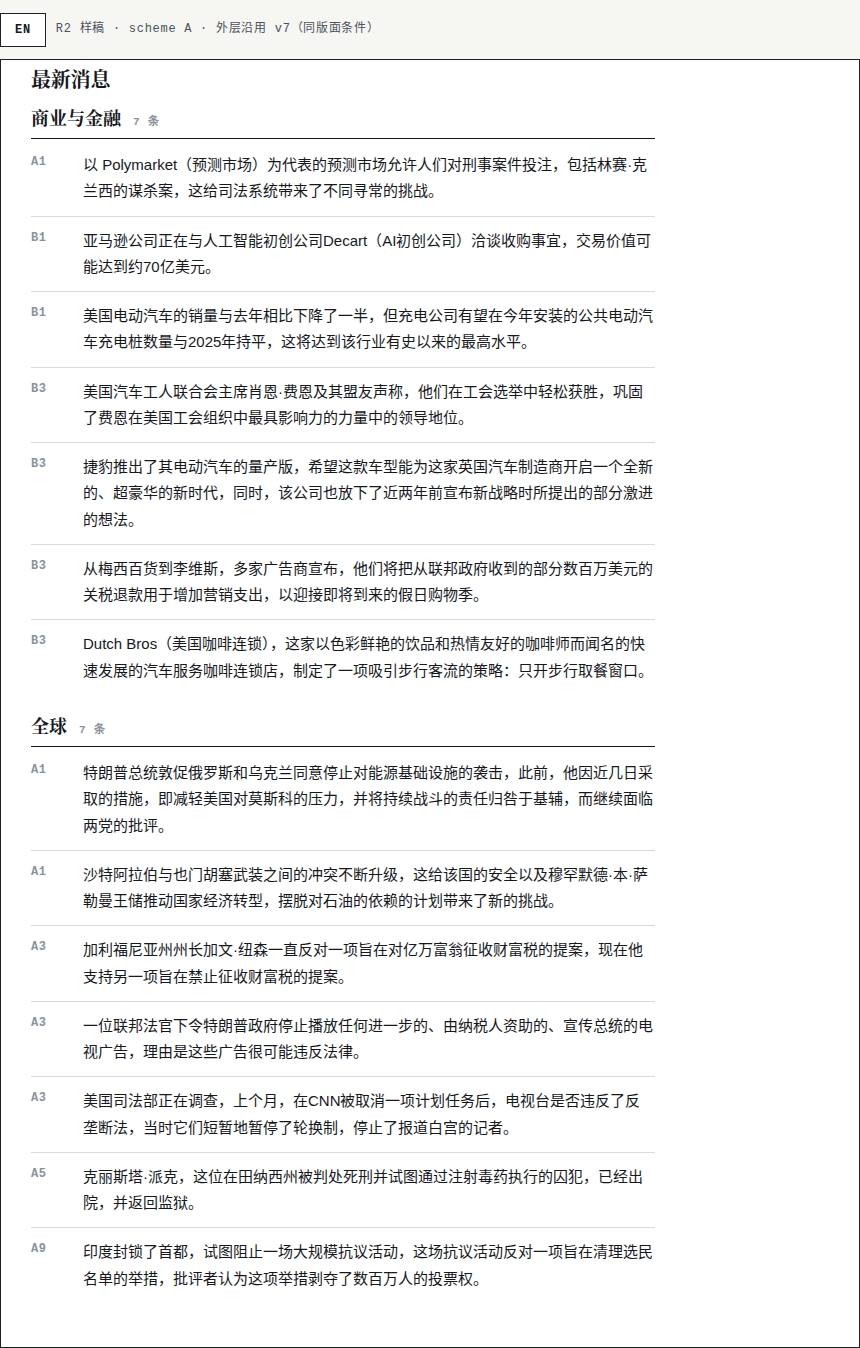 EN
R2 样稿 · scheme A · 外层沿用 v7（同版面条件）
最新消息
商业与金融 7 条
A1
以 Polymarket（预测市场）为代表的预测市场允许人们对刑事案件投注，包括林赛·克
兰西的谋杀案，这给司法系统带来了不同寻常的挑战。
B1
亚马逊公司正在与人工智能初创公司Decart（AI初创公司）洽谈收购事宜，交易价值可
能达到约70亿美元。
B1
美国电动汽车的销量与去年相比下降了一半，但充电公司有望在今年安装的公共电动汽
车充电桩数量与2025年持平，这将达到该行业有史以来的最高水平。
B3
美国汽车工人联合会主席肖恩·费恩及其盟友声称，他们在工会选举中轻松获胜，巩固
了费恩在美国工会组织中最具影响力的力量中的领导地位。
B3
捷豹推出了其电动汽车的量产版，希望这款车型能为这家英国汽车制造商开启一个全新
的、超豪华的新时代，同时，该公司也放下了近两年前宣布新战略时所提出的部分激进
的想法。
B3
从梅西百货到李维斯，多家广告商宣布，他们将把从联邦政府收到的部分数百万美元的
关税退款用于增加营销支出，以迎接即将到来的假日购物季。
B3
Dutch Bros（美国咖啡连锁），这家以色彩鲜艳的饮品和热情友好的咖啡师而闻名的快
速发展的汽车服务咖啡连锁店，制定了一项吸引步行客流的策略：只开步行取餐窗口。
全球 7 条
A1
特朗普总统敦促俄罗斯和乌克兰同意停止对能源基础设施的袭击，此前，他因近几日采
取的措施，即减轻美国对莫斯科的压力，并将持续战斗的责任归咎于基辅，而继续面临
两党的批评。
A1
沙特阿拉伯与也门胡塞武装之间的冲突不断升级，这给该国的安全以及穆罕默德·本·萨
勒曼王储推动国家经济转型，摆脱对石油的依赖的计划带来了新的挑战。
A3
加利福尼亚州州长加文·纽森一直反对一项旨在对亿万富翁征收财富税的提案，现在他
支持另一项旨在禁止征收财富税的提案。
A3
一位联邦法官下令特朗普政府停止播放任何进一步的、由纳税人资助的、宣传总统的电
视广告，理由是这些广告很可能违反法律。
A3
美国司法部正在调查，上个月，在CNN被取消一项计划任务后，电视台是否违反了反
垄断法，当时它们短暂地暂停了轮换制，停止了报道白宫的记者。
A5
克丽斯塔·派克，这位在田纳西州被判处死刑并试图通过注射毒药执行的囚犯，已经出
院，并返回监狱。
A9
印度封锁了首都，试图阻止一场大规模抗议活动，这场抗议活动反对一项旨在清理选民
名单的举措，批评者认为这项举措剥夺了数百万人的投票权。